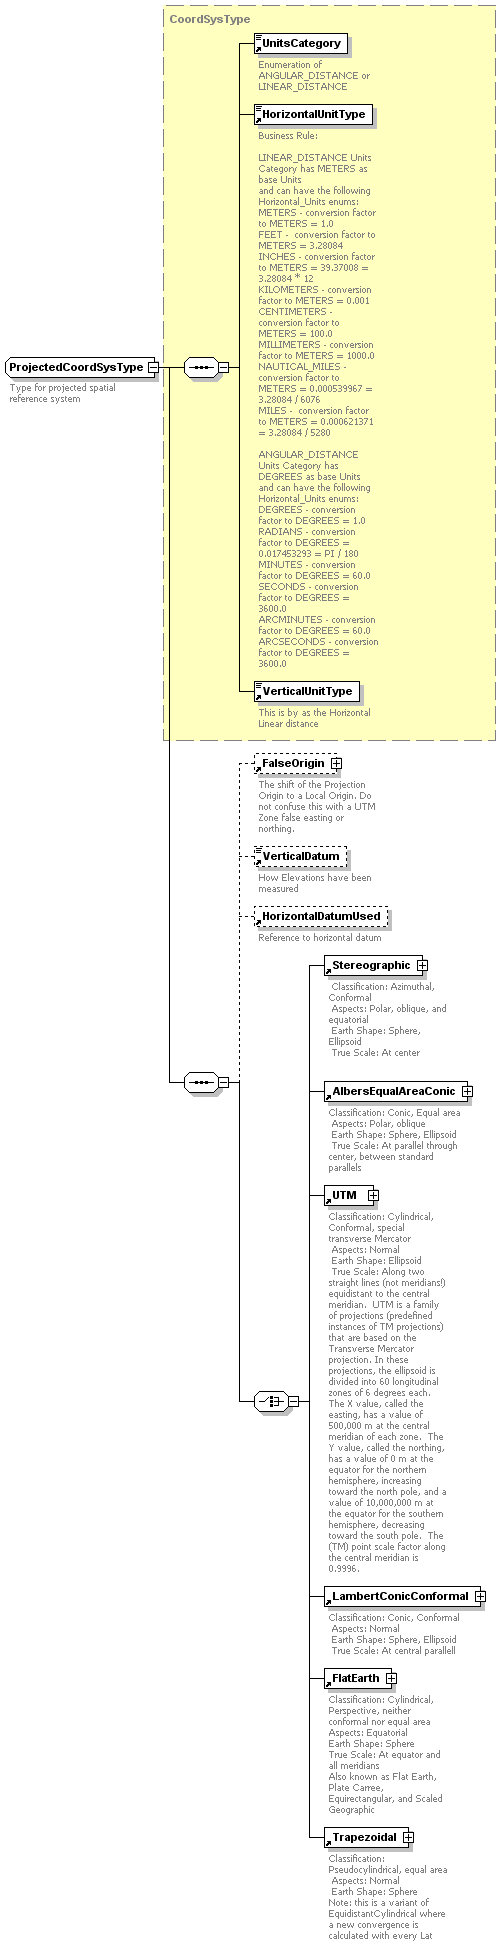 CoordSysType
UnitsCategory
Enumeration of
ANGULAR_DISTANCE or
LINEAR_DISTANCE
HorizontalUnitType
Business Rule:
LINEAR_DISTANCE Units
Category has METERS as
base Units
and can have the following
Horizontal_Units enums:
METERS - conversion factor
to METERS = 1.0
FEET -  conversion factor to
METERS = 3.28084
INCHES - conversion factor
to METERS = 39.37008 =
3.28084 * 12
KILOMETERS - conversion
factor to METERS = 0.001
CENTIMETERS -
conversion factor to
METERS = 100.0
MILLIMETERS - conversion
factor to METERS = 1000.0
NAUTICAL_MILES -
conversion factor to
METERS = 0.000539967 =
3.28084 / 6076
MILES -  conversion factor
to METERS = 0.000621371
= 3.28084 / 5280
ProjectedCoordSysType
Type for projected spatial
reference system
ANGULAR_DISTANCE
Units Category has
DEGREES as base Units
and can have the following
Horizontal_Units enums:
DEGREES - conversion
factor to DEGREES = 1.0
RADIANS - conversion
factor to DEGREES =
0.017453293 = PI / 180
MINUTES - conversion
factor to DEGREES = 60.0
SECONDS - conversion
factor to DEGREES =
3600.0
ARCMINUTES - conversion
factor to DEGREES = 60.0
ARCSECONDS - conversion
factor to DEGREES =
3600.0
VerticalUnitType
This is by as the Horizontal
Linear distance
FalseOrigin
The shift of the Projection
Origin to a Local Origin. Do
not confuse this with a UTM
Zone false easting or
northing.
VerticalDatum
How Elevations have been
measured
HorizontalDatumUsed
Reference to horizontal datum
Stereographic
Classification: Azimuthal,
Conformal
Aspects: Polar, oblique, and
equatorial
Earth Shape: Sphere,
Ellipsoid
True Scale: At center
AlbersEqualAreaConic
Classification: Conic, Equal area
Aspects: Polar, oblique
Earth Shape: Sphere, Ellipsoid
True Scale: At parallel through
center, between standard
parallels
UTM
Classification: Cylindrical,
Conformal, special
transverse Mercator
Aspects: Normal
Earth Shape: Ellipsoid
True Scale: Along two
straight lines (not meridians!)
equidistant to the central
meridian.  UTM is a family
of projections (predefined
instances of TM projections)
that are based on the
Transverse Mercator
projection. In these
projections, the ellipsoid is
divided into 60 longitudinal
zones of 6 degrees each.
The X value, called the
easting, has a value of
500,000 m at the central
meridian of each zone.  The
Y value, called the northing,
has a value of 0 m at the
equator for the northern
hemisphere, increasing
toward the north pole, and a
value of 10,000,000 m at
the equator for the southern
hemisphere, decreasing
toward the south pole.  The
(TM) point scale factor along
the central meridian is
0.9996.
LambertConicConformal
Classification: Conic, Conformal
Aspects: Normal
Earth Shape: Sphere, Ellipsoid
True Scale: At central parallell
FlatEarth
Classification: Cylindrical,
Perspective, neither
conformal nor equal area
Aspects: Equatorial
Earth Shape: Sphere
True Scale: At equator and
all meridians
Also known as Flat Earth,
Plate Carree,
Equirectangular, and Scaled
Geographic
Trapezoidal
Classification:
Pseudocylindrical, equal area
Aspects: Normal
Earth Shape: Sphere
Note: this is a variant of
EquidistantCylindrical where
a new convergence is
calculated with every Lat